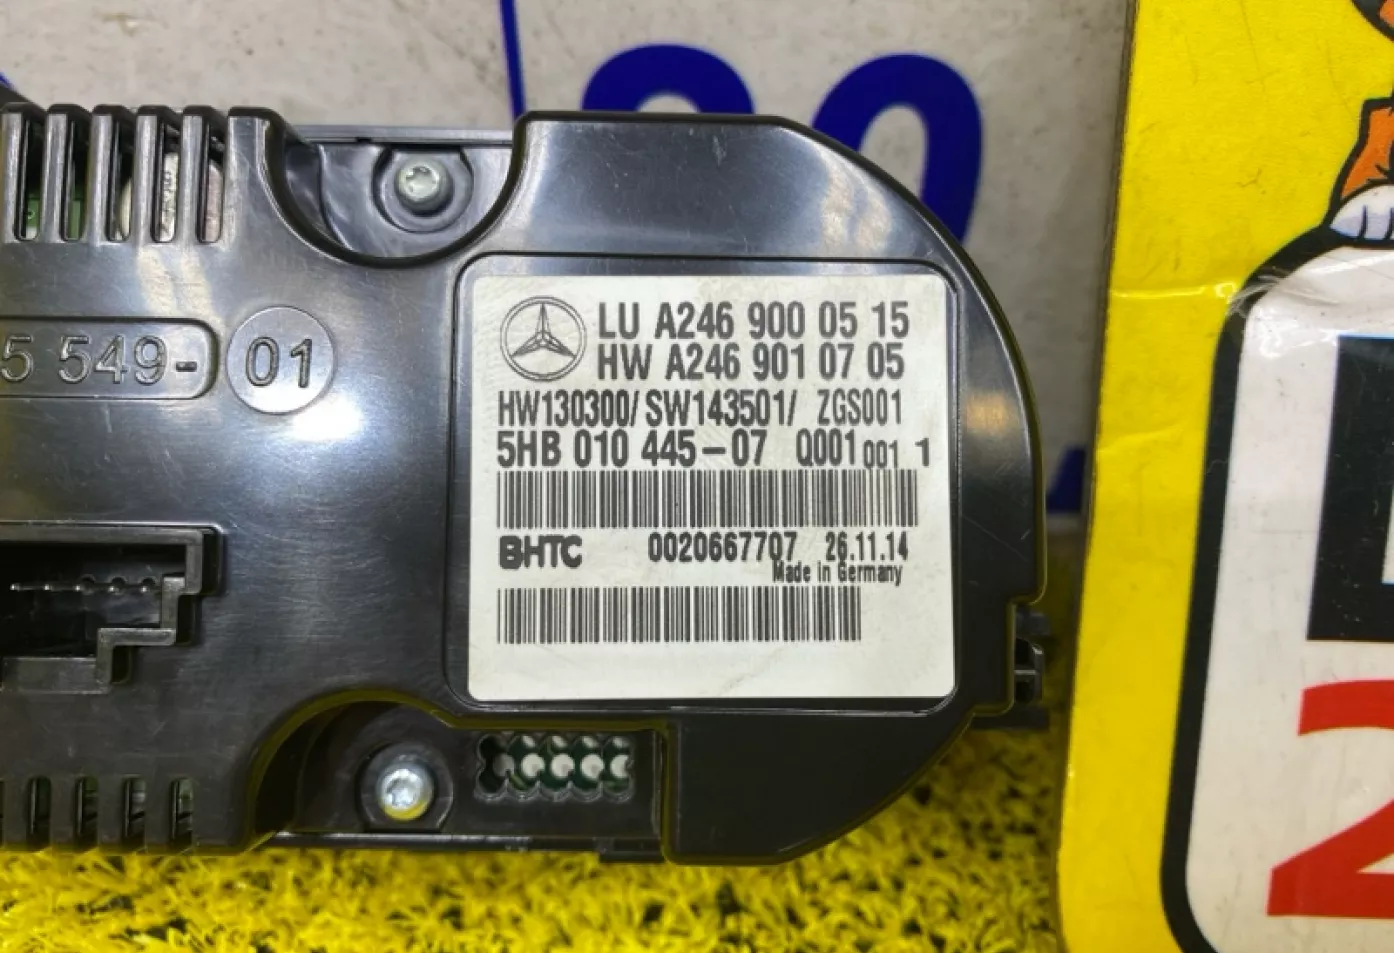 LU A246 900 05 15
HW A246 901 07 05
HW130300/ SW143501/ ZGS001
5HB 010 445-07 Q001 001 1
BHTC 0020667707 26.11.14
Made in Germany
5 549- 01
2